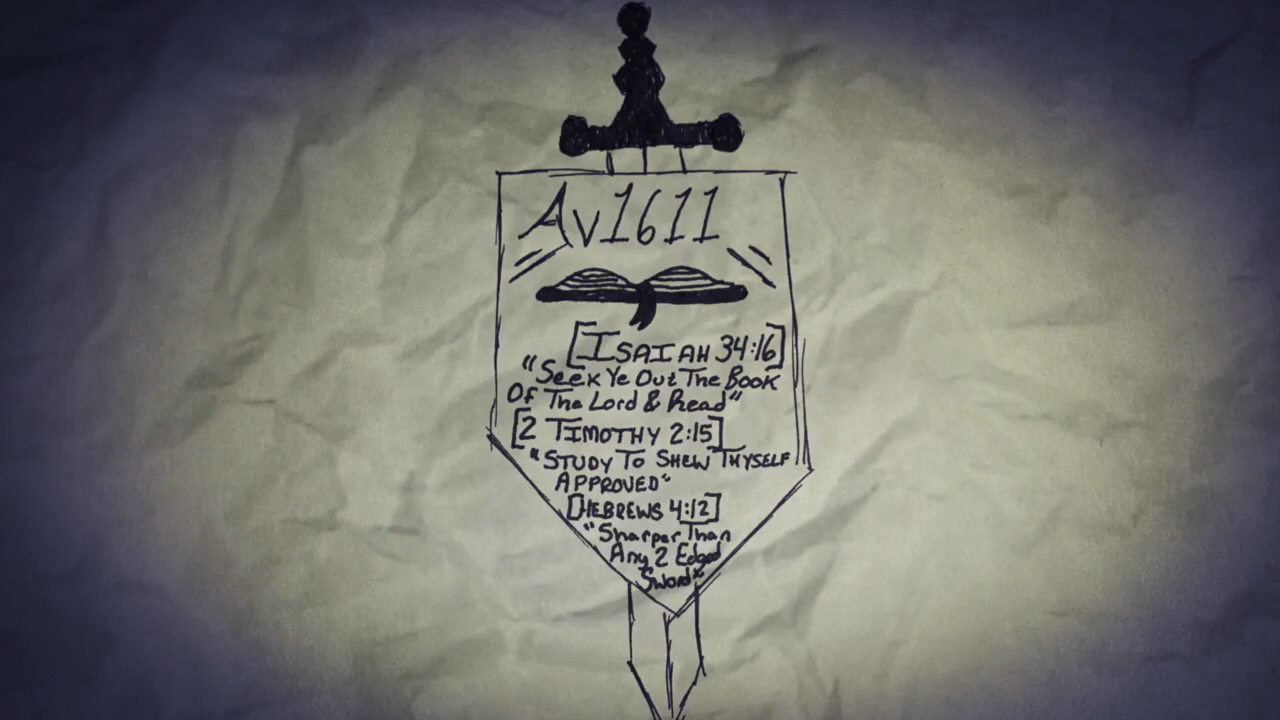 Av1611
[ISAIAH 34:16]
"Seek Ye Out The Book
Of The Lord & Read"
[2 TIMOTHY 2:15]
"STUDY TO SHEW THYSELF
APPROVED"
[HEBREWS 4:12]
"Sharper Than
Any 2 Edged
Sword"